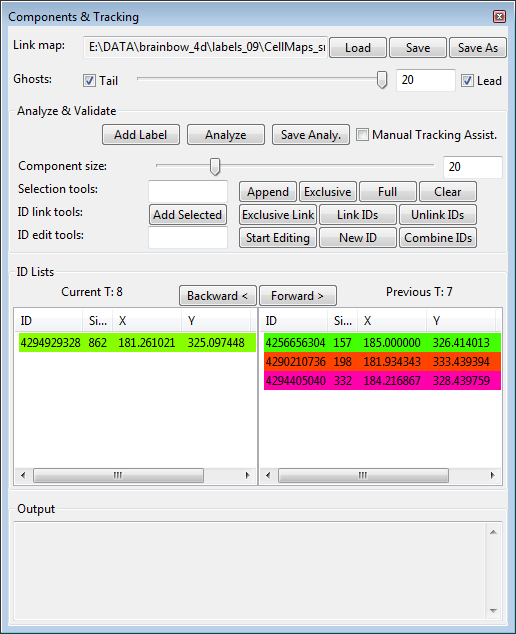 Components & Tracking
Link map: E:\DATA\brainbow_4d\labels_09\CellMaps_s Load Save Save As
Ghosts: Tail 20 Lead
Analyze & Validate
Add Label Analyze Save Analy. Manual Tracking Assist.
Component size: 20
Selection tools: Append Exclusive Full Clear
ID link tools: Add Selected Exclusive Link Link IDs Unlink IDs
ID edit tools: Start Editing New ID Combine IDs
ID Lists
Current T: 8 Backward < Forward > Previous T: 7
ID Si... X Y ID Si... X Y
4294929328 862 181.261021 325.097448 4256656304 157 185.000000 326.414013
4290210736 198 181.934343 333.439394
4294405040 332 184.216867 328.439759
Output